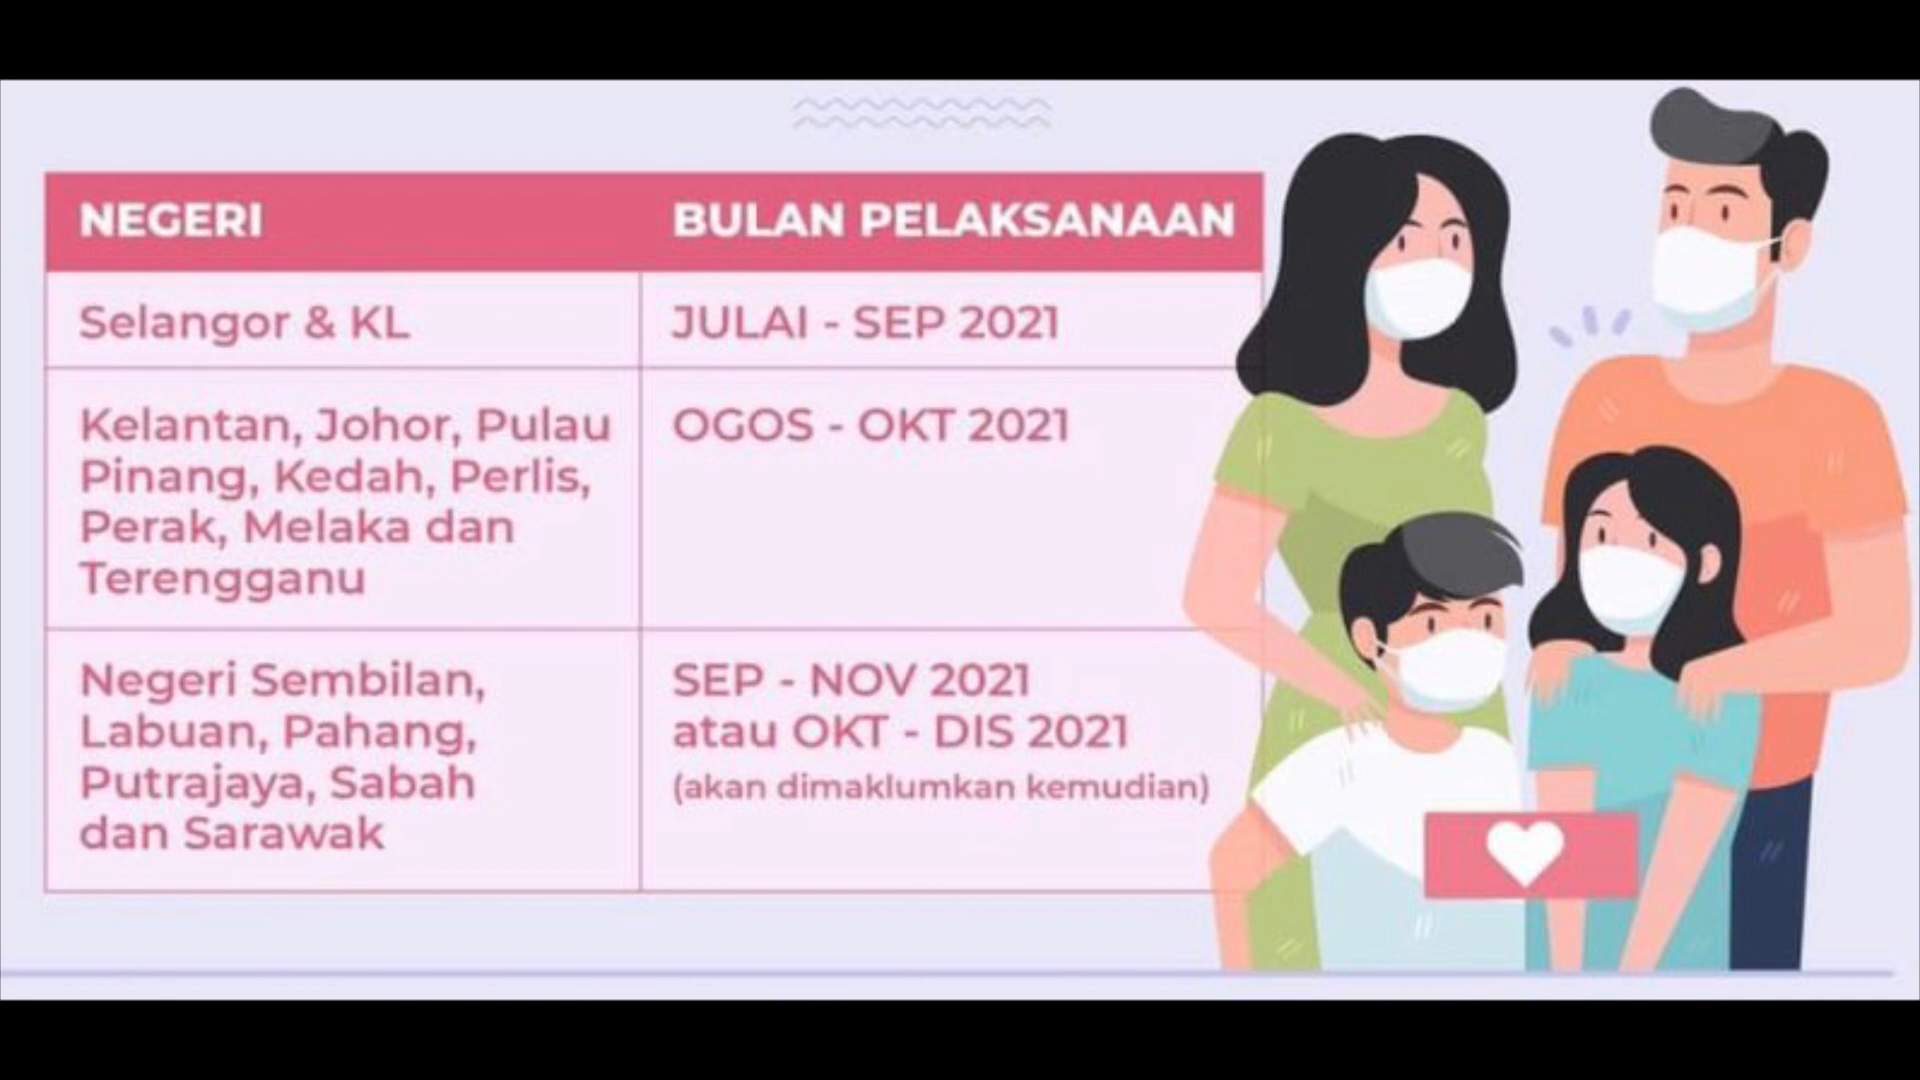 NEGERI
BULAN PELAKSANAAN
Selangor & KL
JULAI - SEP 2021
Kelantan, Johor, Pulau
Pinang, Kedah, Perlis,
Perak, Melaka dan
Terengganu
OGOS - OKT 2021
Negeri Sembilan,
Labuan, Pahang,
Putrajaya, Sabah
dan Sarawak
SEP - NOV 2021
atau OKT - DIS 2021
(akan dimaklumkan kemudian)